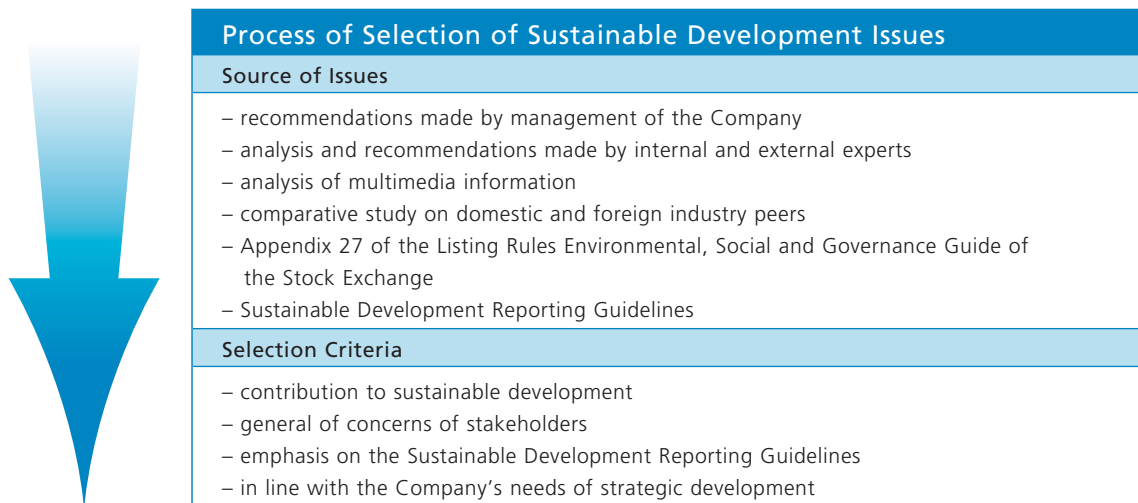 Process of Selection of Sustainable Development Issues
Source of Issues
– recommendations made by management of the Company
– analysis and recommendations made by internal and external experts
– analysis of multimedia information
– comparative study on domestic and foreign industry peers
– Appendix 27 of the Listing Rules Environmental, Social and Governance Guide of
the Stock Exchange
– Sustainable Development Reporting Guidelines
Selection Criteria
– contribution to sustainable development
– general of concerns of stakeholders
– emphasis on the Sustainable Development Reporting Guidelines
– in line with the Company's needs of strategic development